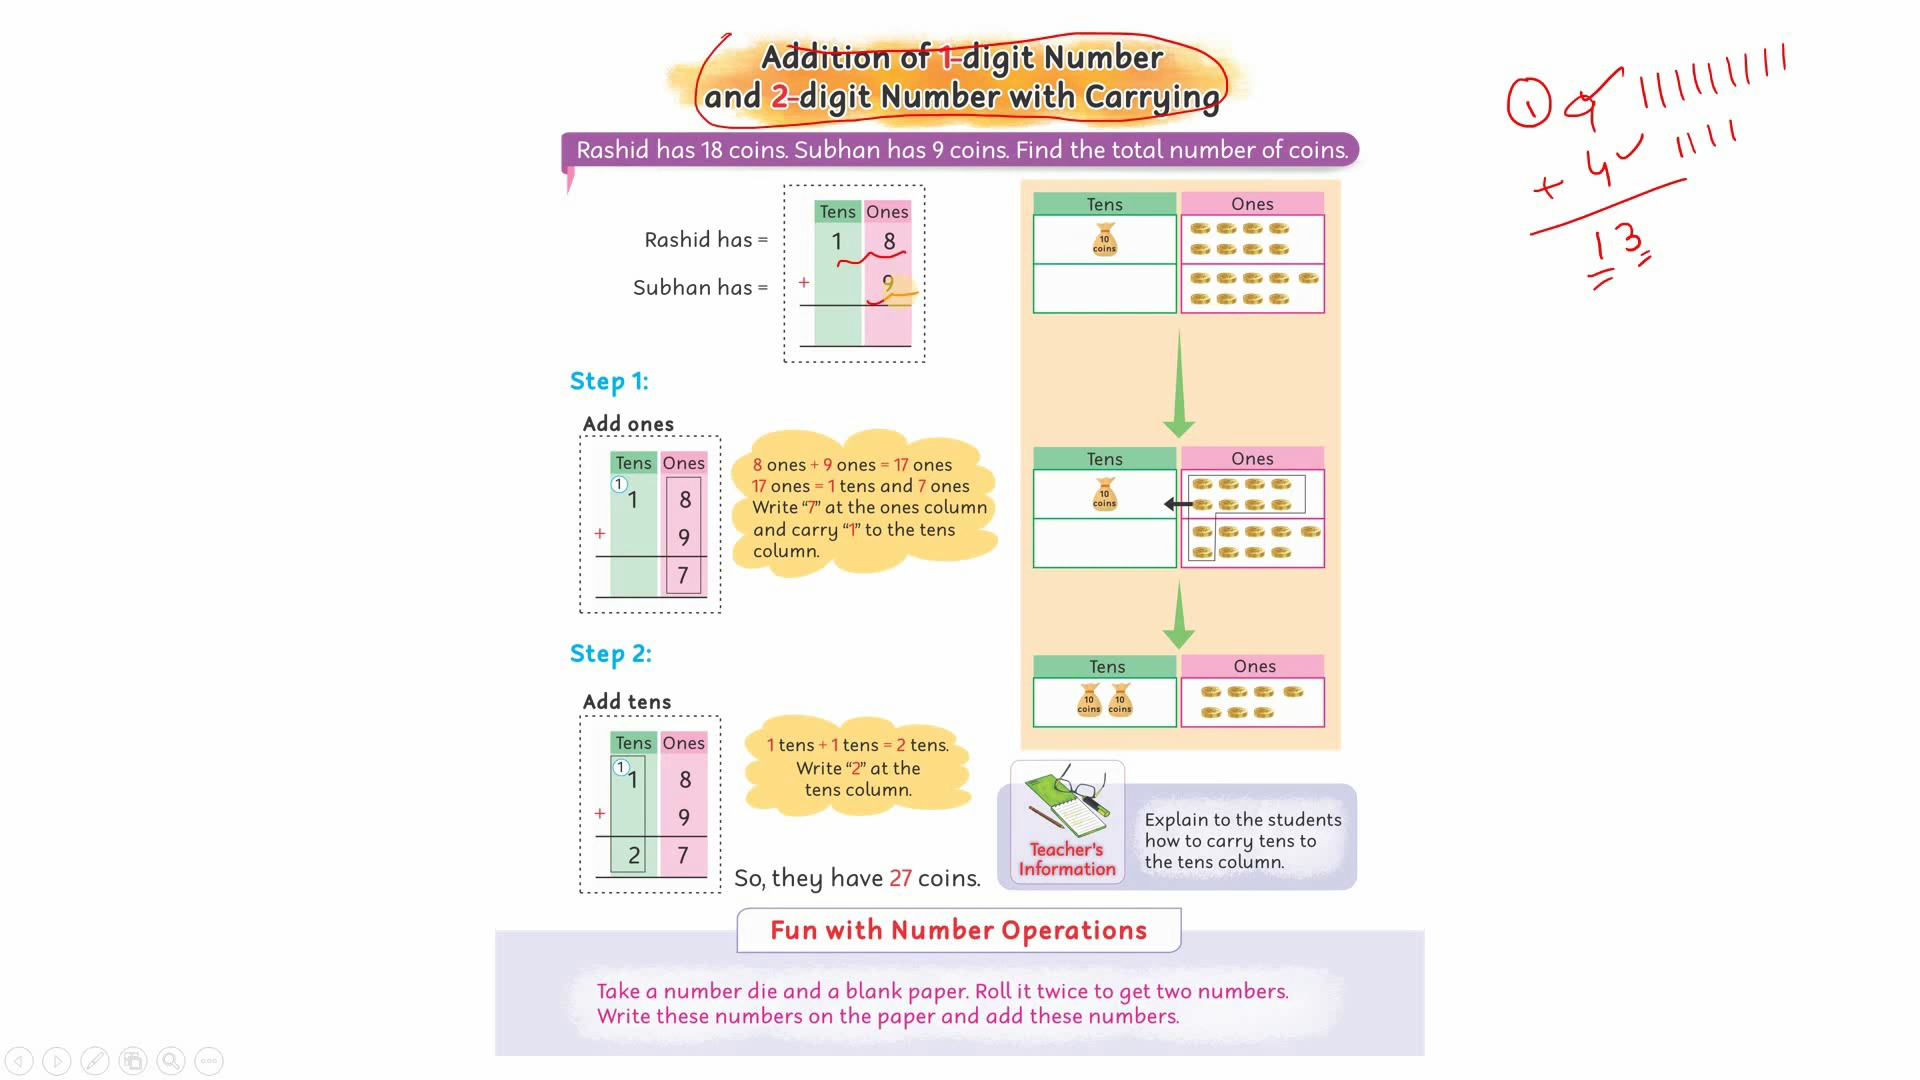 Addition of 1-digit Number
and 2-digit Number with Carrying
Rashid has 18 coins. Subhan has 9 coins. Find the total number of coins.
Tens Ones
Rashid has = 1 8
Subhan has = + 9
Step 1:
Add ones
Tens Ones
1
1 8
+ 9
7
8 ones + 9 ones = 17 ones
17 ones = 1 tens and 7 ones
Write “7” at the ones column
and carry “1” to the tens
column.
Step 2:
Add tens
Tens Ones
1
1 8
+ 9
2 7
1 tens + 1 tens = 2 tens.
Write “2” at the
tens column.
So, they have 27 coins.
Tens Ones
10
coins
Tens Ones
10
coins
Tens Ones
10 10
coins coins
Teacher's
Information
Explain to the students
how to carry tens to
the tens column.
Fun with Number Operations
Take a number die and a blank paper. Roll it twice to get two numbers.
Write these numbers on the paper and add these numbers.
1 9
+ 4
13